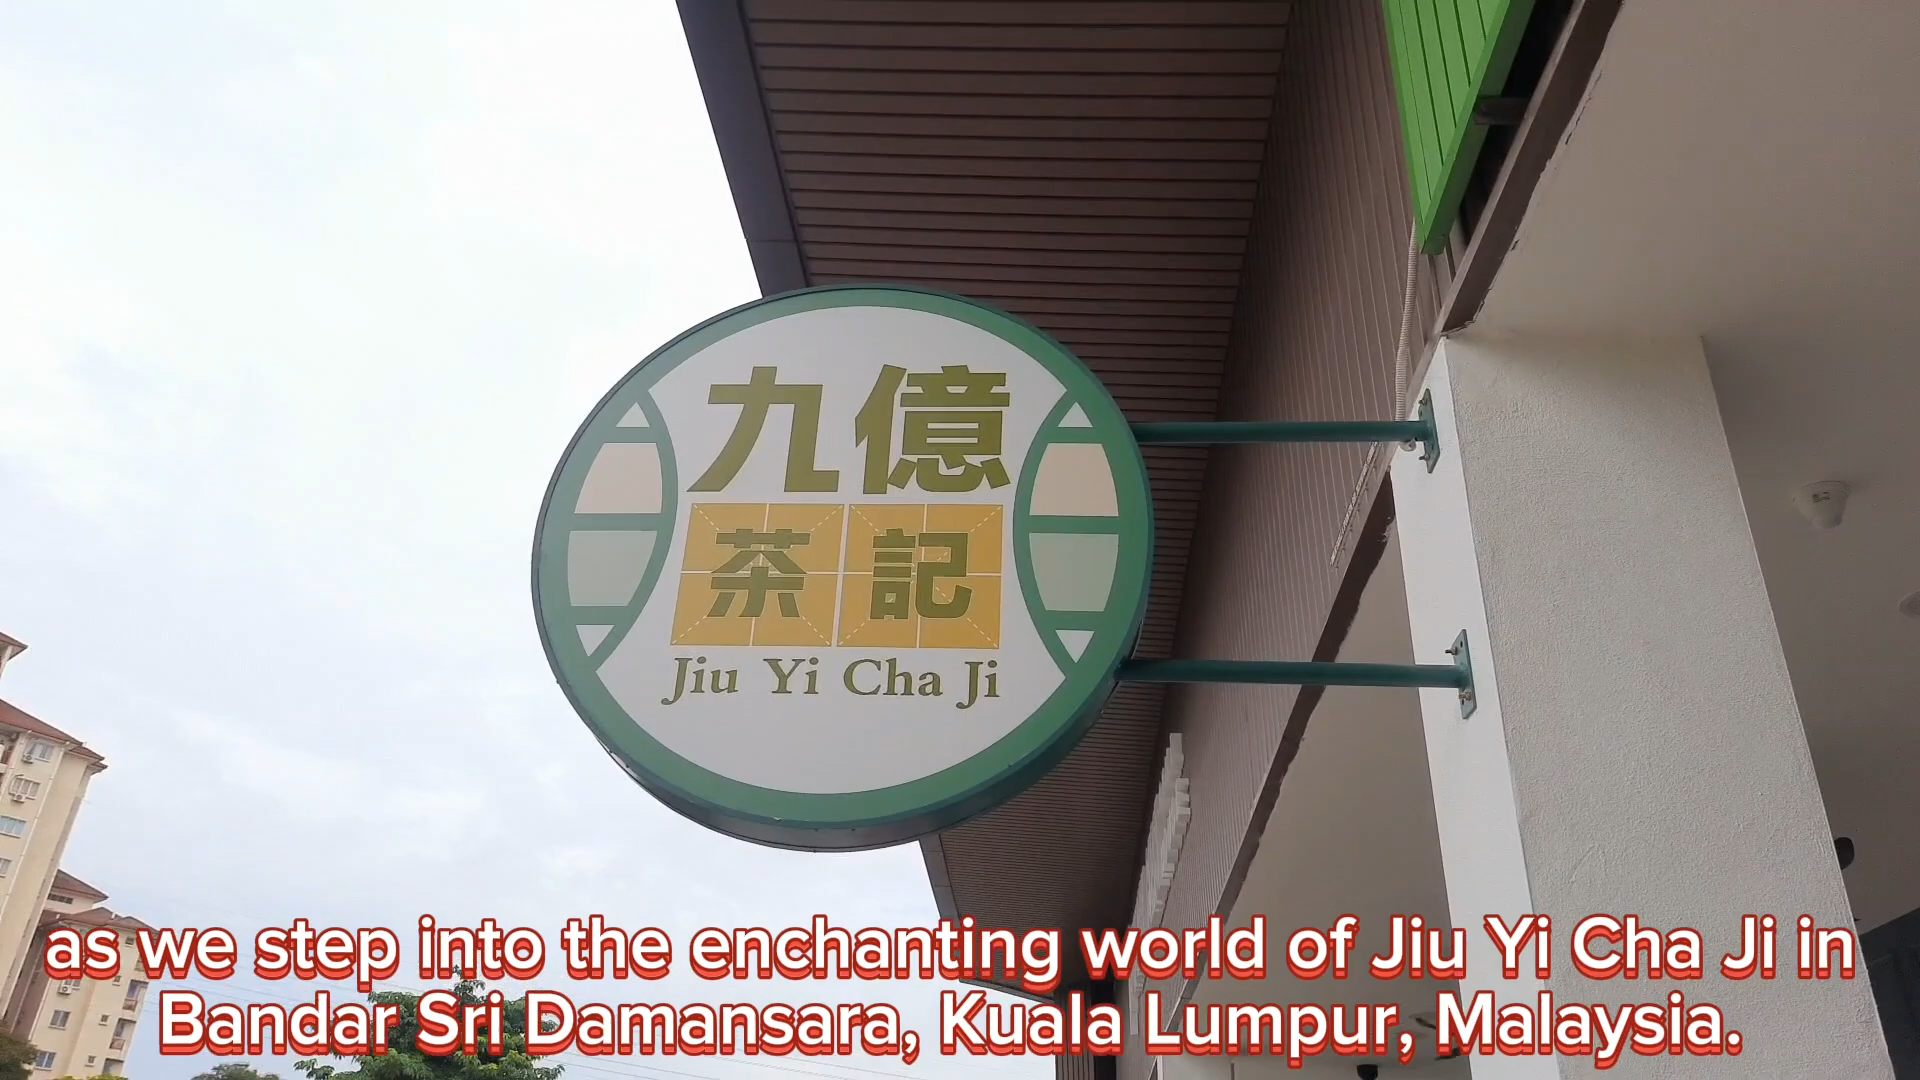 九億
茶記
Jiu Yi Cha Ji
as we step into the enchanting world of Jiu Yi Cha Ji in
Bandar Sri Damansara, Kuala Lumpur, Malaysia.